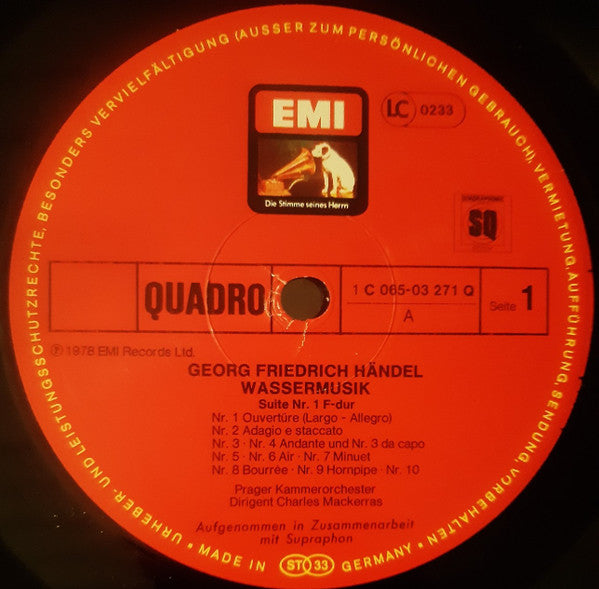 URHEBER- UND LEISTUNGSSCHUTZRECHTE, BESONDERS VERVIELFÄLTIGUNG (AUSSER ZUM PERSÖNLICHEN GEBRAUCH), VERMIETUNG, AUFFÜHRUNG, SENDUNG, VORBEHALTEN • MADE IN ST 33 GERMANY •
EMI
LC 0233
Die Stimme seines Herrn
SQ
QUADRO
1 C 065-03 271 Q
A
Seite 1
Ⓟ 1978 EMI Records Ltd.
GEORG FRIEDRICH HÄNDEL
WASSERMUSIK
Suite Nr. 1 F-dur
Nr. 1 Ouvertüre (Largo - Allegro)
Nr. 2 Adagio e staccato
Nr. 3 · Nr. 4 Andante und Nr. 3 da capo
Nr. 5 · Nr. 6 Air · Nr. 7 Minuet
Nr. 8 Bourrée · Nr. 9 Hornpipe · Nr. 10
Prager Kammerorchester
Dirigent Charles Mackerras
Aufgenommen in Zusammenarbeit
mit Supraphon